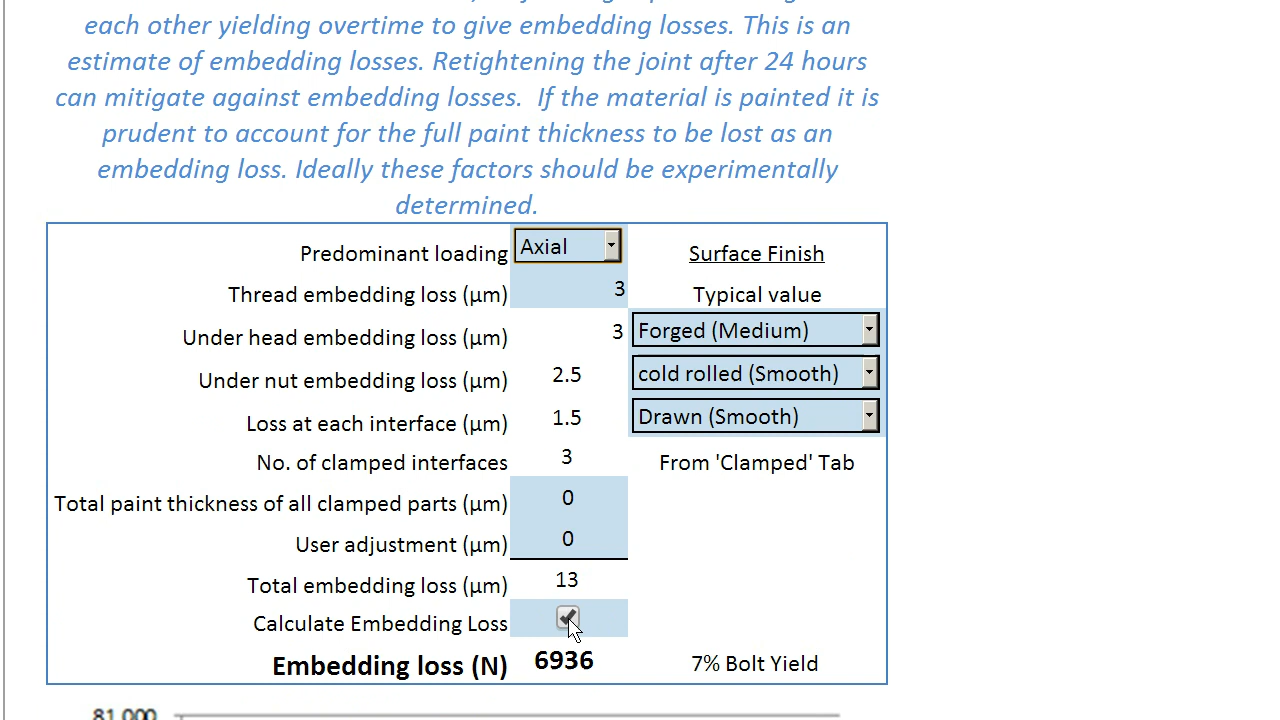 each other yielding overtime to give embedding losses. This is an
estimate of embedding losses. Retightening the joint after 24 hours
can mitigate against embedding losses.  If the material is painted it is
prudent to account for the full paint thickness to be lost as an
embedding loss. Ideally these factors should be experimentally
determined.
Predominant loading Axial Surface Finish
Thread embedding loss (µm) 3 Typical value
Under head embedding loss (µm) 3 Forged (Medium)
Under nut embedding loss (µm) 2.5 cold rolled (Smooth)
Loss at each interface (µm) 1.5 Drawn (Smooth)
No. of clamped interfaces 3 From 'Clamped' Tab
Total paint thickness of all clamped parts (µm) 0
User adjustment (µm) 0
Total embedding loss (µm) 13
Calculate Embedding Loss
Embedding loss (N) 6936 7% Bolt Yield
81,000